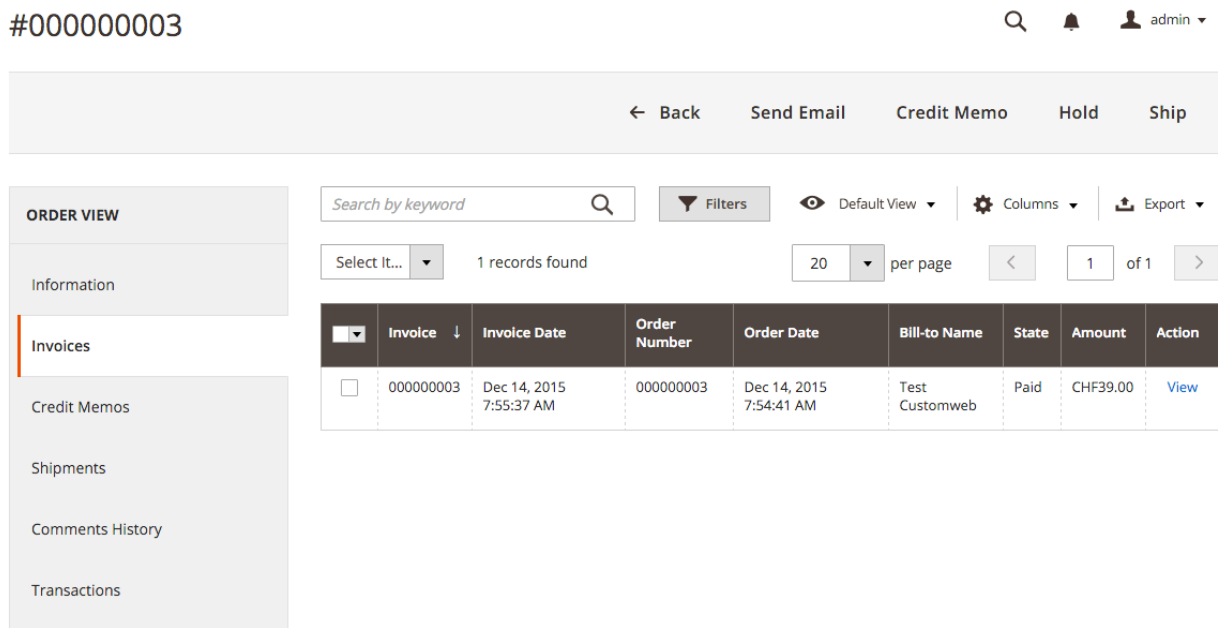 #000000003
admin
Back Send Email Credit Memo Hold Ship
ORDER VIEW
Information
Invoices
Credit Memos
Shipments
Comments History
Transactions
Search by keyword Filters Default View Columns Export
Select It... 1 records found 20 per page 1 of 1
Invoice ↓ Invoice Date Order Number Order Date Bill-to Name State Amount Action
000000003 Dec 14, 2015 000000003 Dec 14, 2015 Test Paid CHF39.00 View
7:55:37 AM 7:54:41 AM Customweb